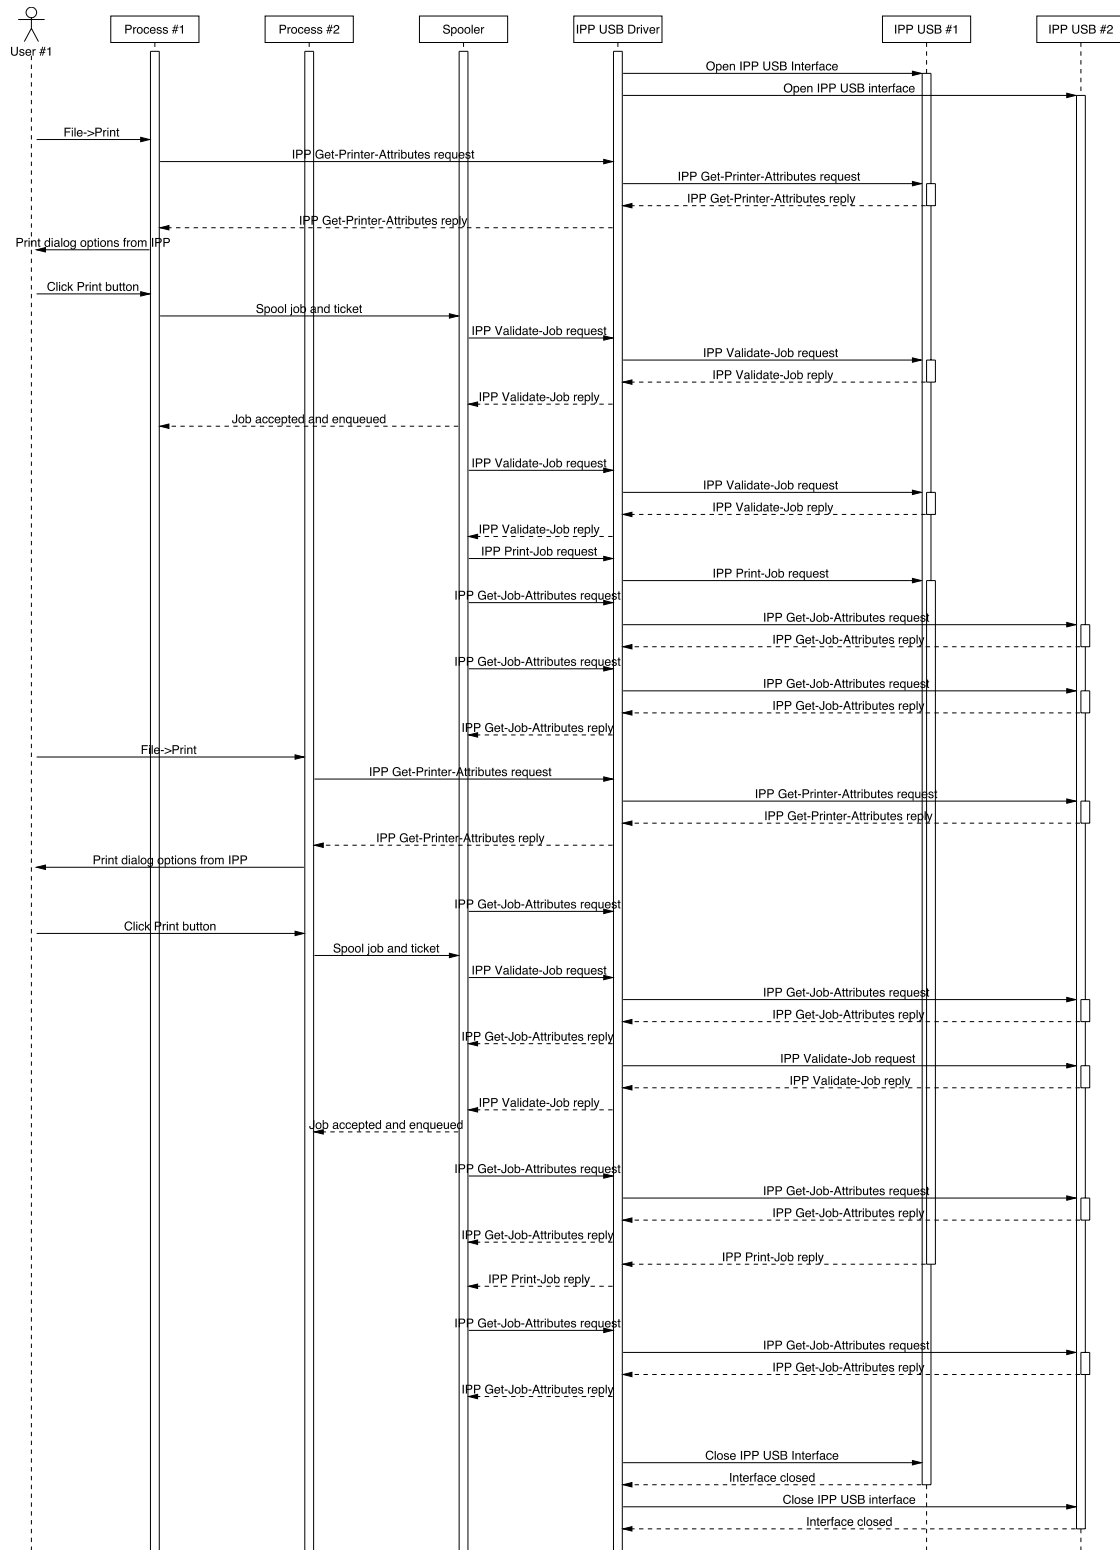 User #1
Process #1
Process #2
Spooler
IPP USB Driver
IPP USB #1
IPP USB #2
Open IPP USB Interface
Open IPP USB interface
File->Print
IPP Get-Printer-Attributes request
IPP Get-Printer-Attributes request
IPP Get-Printer-Attributes reply
IPP Get-Printer-Attributes reply
Print dialog options from IPP
Click Print button
Spool job and ticket
IPP Validate-Job request
IPP Validate-Job request
IPP Validate-Job reply
IPP Validate-Job reply
Job accepted and enqueued
IPP Validate-Job request
IPP Validate-Job request
IPP Validate-Job reply
IPP Validate-Job reply
IPP Print-Job request
IPP Print-Job request
IPP Get-Job-Attributes request
IPP Get-Job-Attributes request
IPP Get-Job-Attributes reply
IPP Get-Job-Attributes request
IPP Get-Job-Attributes request
IPP Get-Job-Attributes reply
IPP Get-Job-Attributes reply
File->Print
IPP Get-Printer-Attributes request
IPP Get-Printer-Attributes request
IPP Get-Printer-Attributes reply
IPP Get-Printer-Attributes reply
Print dialog options from IPP
IPP Get-Job-Attributes request
Click Print button
Spool job and ticket
IPP Validate-Job request
IPP Get-Job-Attributes request
IPP Get-Job-Attributes reply
IPP Get-Job-Attributes reply
IPP Validate-Job request
IPP Validate-Job reply
IPP Validate-Job reply
Job accepted and enqueued
IPP Get-Job-Attributes request
IPP Get-Job-Attributes request
IPP Get-Job-Attributes reply
IPP Get-Job-Attributes reply
IPP Print-Job reply
IPP Print-Job reply
IPP Get-Job-Attributes request
IPP Get-Job-Attributes request
IPP Get-Job-Attributes reply
IPP Get-Job-Attributes reply
Close IPP USB Interface
Interface closed
Close IPP USB interface
Interface closed